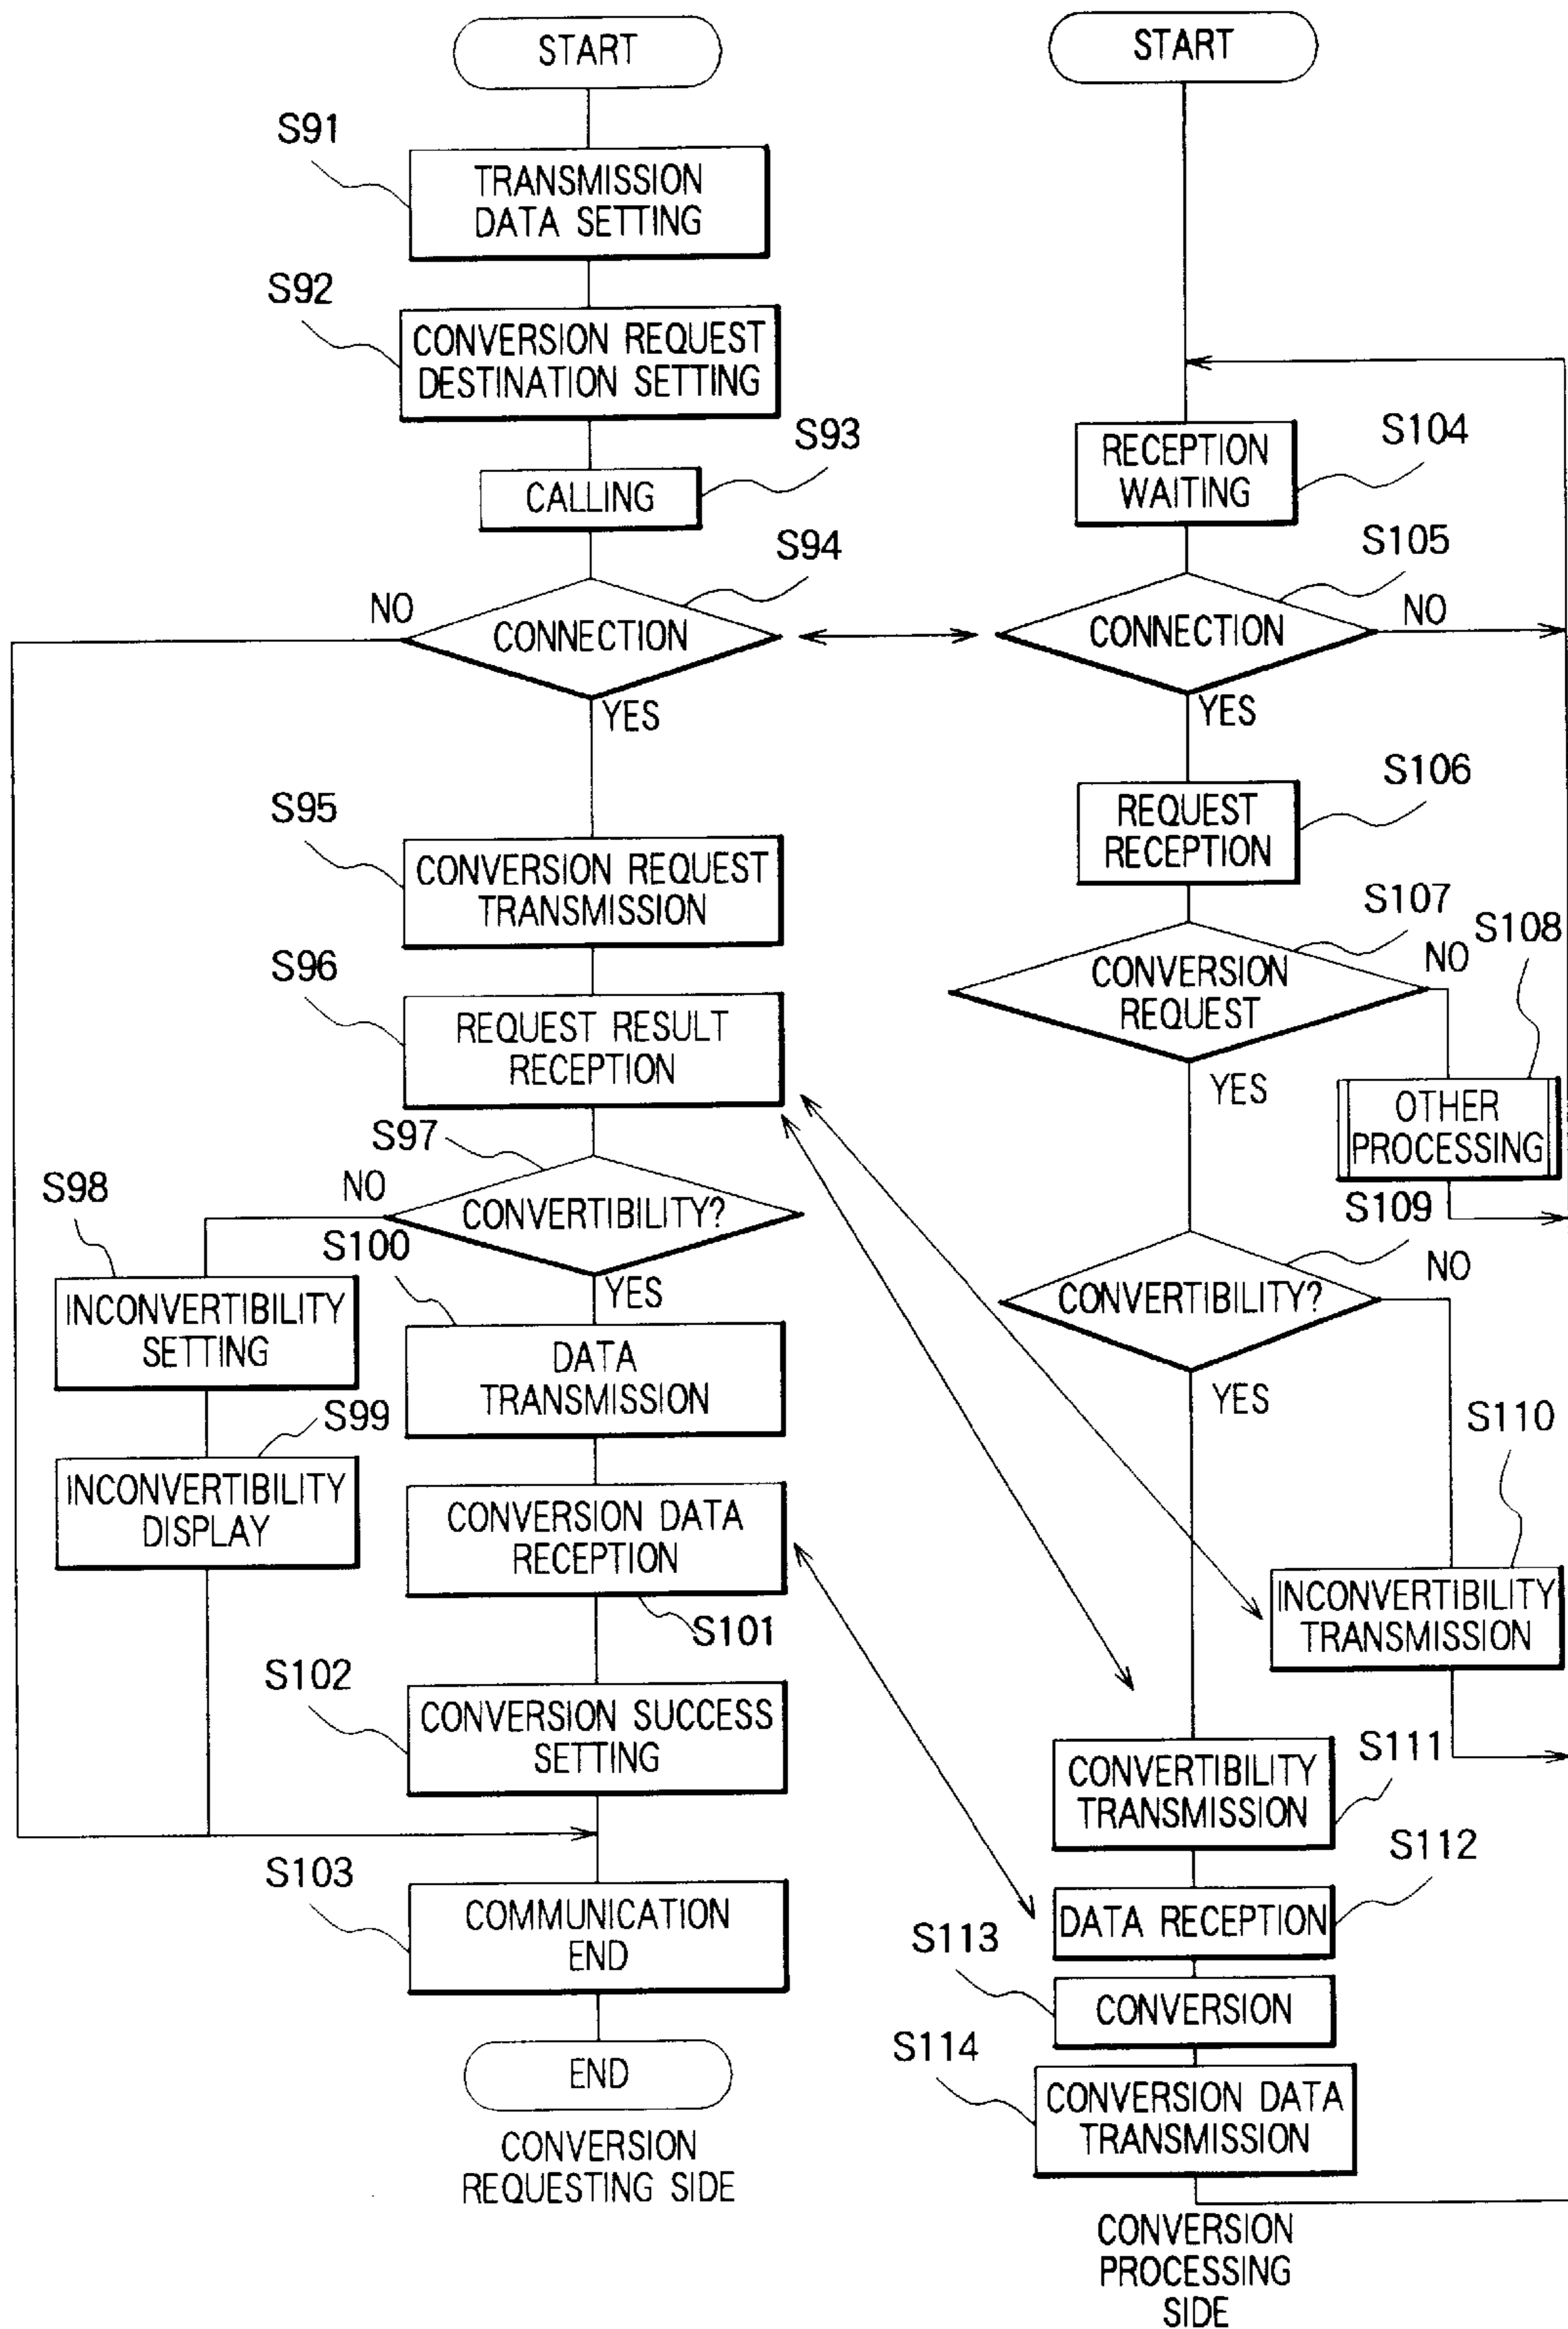 START
S91
TRANSMISSION
DATA SETTING
S92
CONVERSION REQUEST
DESTINATION SETTING
S93
CALLING
S94
NO
CONNECTION
YES
S95
CONVERSION REQUEST
TRANSMISSION
S96
REQUEST RESULT
RECEPTION
S97
NO
CONVERTIBILITY?
YES
S98
INCONVERTIBILITY
SETTING
S99
INCONVERTIBILITY
DISPLAY
S100
DATA
TRANSMISSION
CONVERSION DATA
RECEPTION
S101
S102
CONVERSION SUCCESS
SETTING
S103
COMMUNICATION
END
END
CONVERSION
REQUESTING SIDE
START
S104
RECEPTION
WAITING
S105
CONNECTION
NO
YES
S106
REQUEST
RECEPTION
S107
CONVERSION
REQUEST
NO
YES
S108
OTHER
PROCESSING
S109
CONVERTIBILITY?
NO
YES
S110
INCONVERTIBILITY
TRANSMISSION
S111
CONVERTIBILITY
TRANSMISSION
S112
DATA RECEPTION
S113
CONVERSION
S114
CONVERSION DATA
TRANSMISSION
CONVERSION
PROCESSING
SIDE